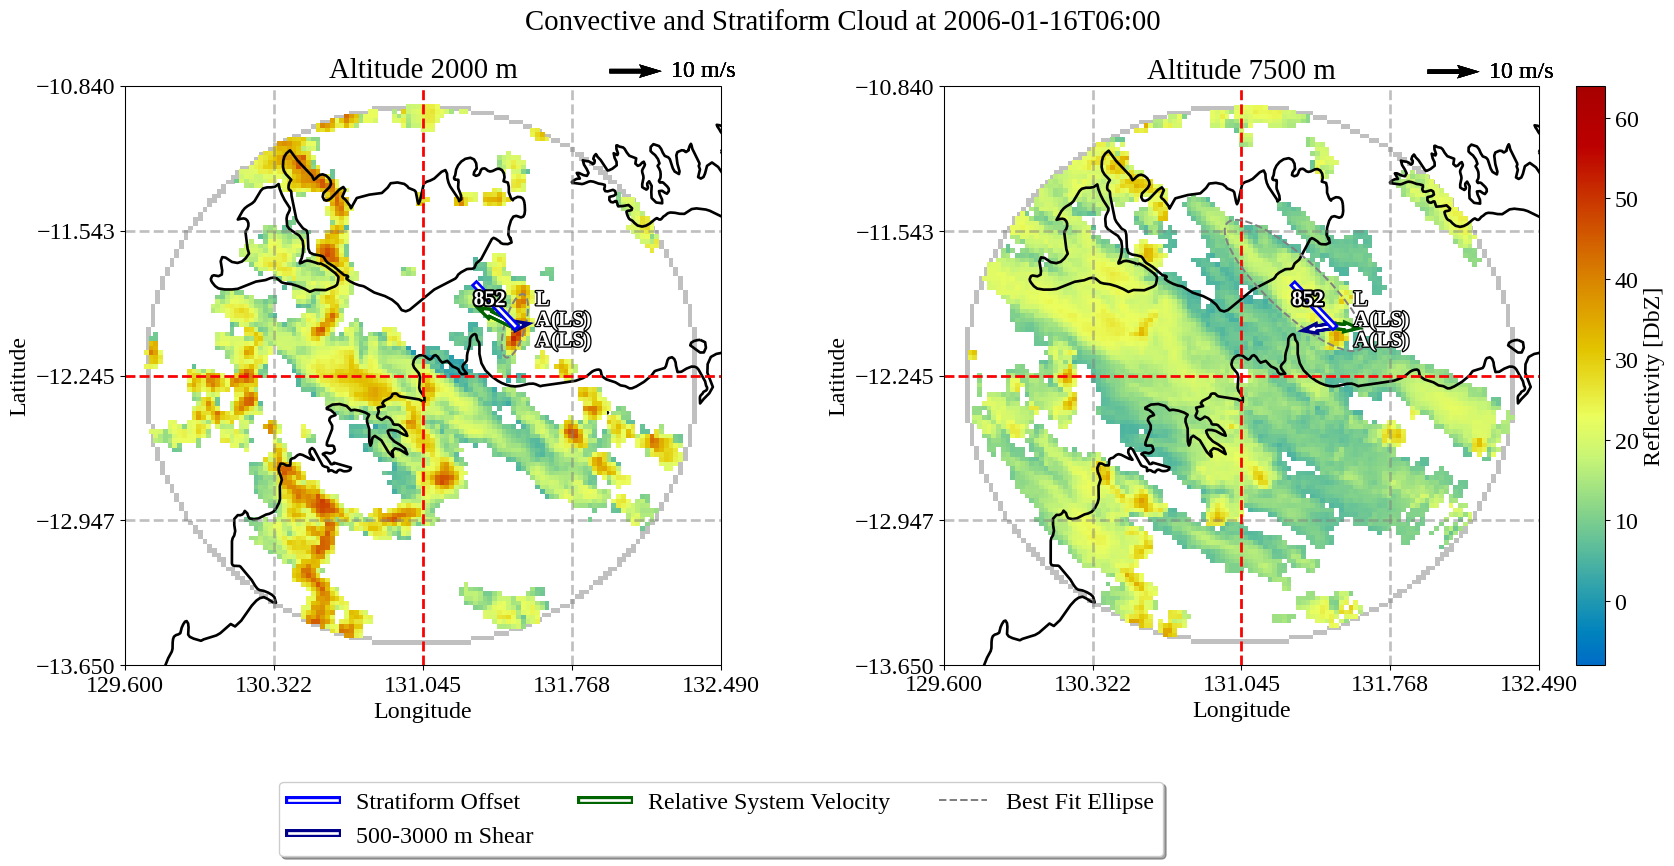 Convective and Stratiform Cloud at 2006-01-16T06:00
Altitude 2000 m
10 m/s
−10.840
−11.543
−12.245
−12.947
−13.650
129.600
130.322
131.045
131.768
132.490
Latitude
Longitude
852
L
A(LS)
A(LS)
Altitude 7500 m
10 m/s
−10.840
−11.543
−12.245
−12.947
−13.650
129.600
130.322
131.045
131.768
132.490
Latitude
Longitude
852
L
A(LS)
A(LS)
60
50
40
30
20
10
0
Reflectivity [DbZ]
Stratiform Offset
Relative System Velocity
Best Fit Ellipse
500-3000 m Shear